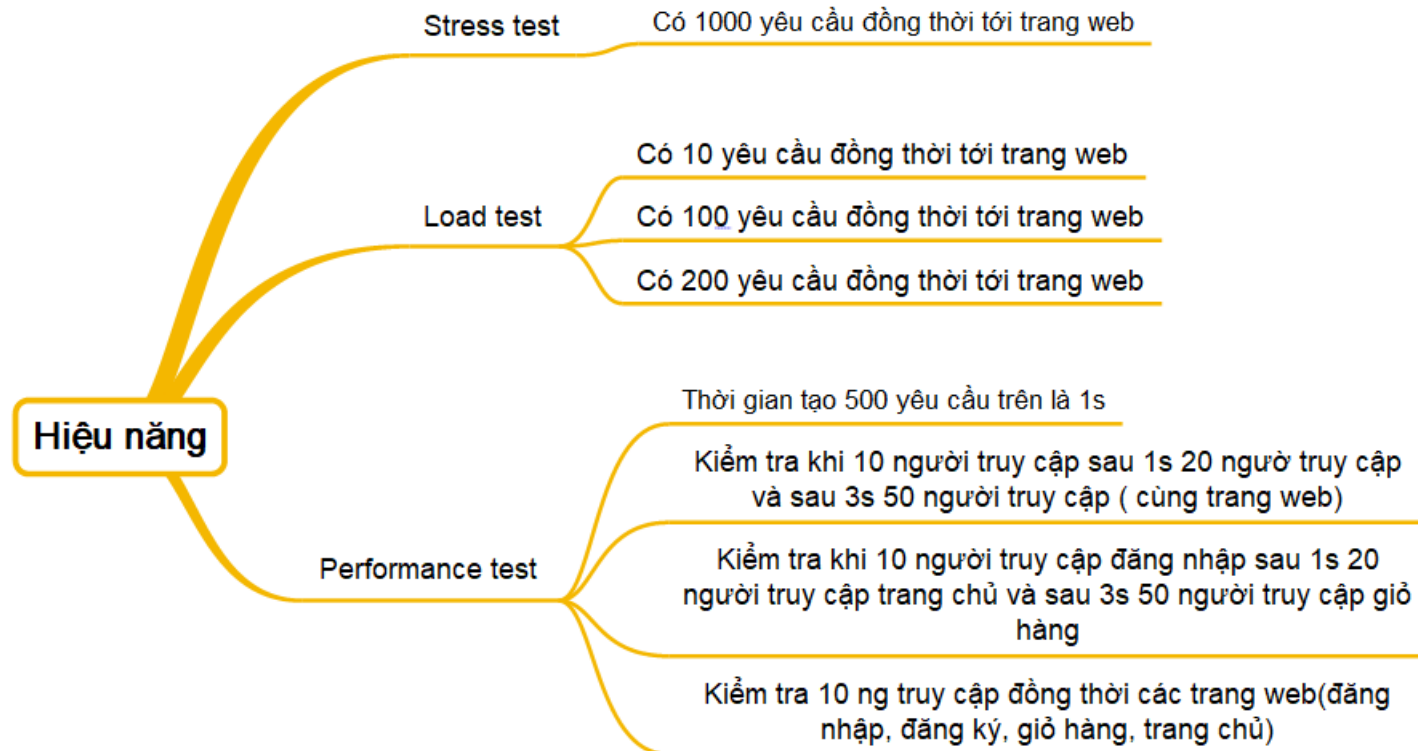 Stress test
Có 1000 yêu cầu đồng thời tới trang web
Load test
Có 10 yêu cầu đồng thời tới trang web
Có 100 yêu cầu đồng thời tới trang web
Có 200 yêu cầu đồng thời tới trang web
Hiệu năng
Performance test
Thời gian tạo 500 yêu cầu trên là 1s
Kiểm tra khi 10 người truy cập sau 1s 20 ngườ truy cập
và sau 3s 50 người truy cập ( cùng trang web)
Kiểm tra khi 10 người truy cập đăng nhập sau 1s 20
người truy cập trang chủ và sau 3s 50 người truy cập giỏ
hàng
Kiểm tra 10 ng truy cập đồng thời các trang web(đăng
nhập, đăng ký, giỏ hàng, trang chủ)